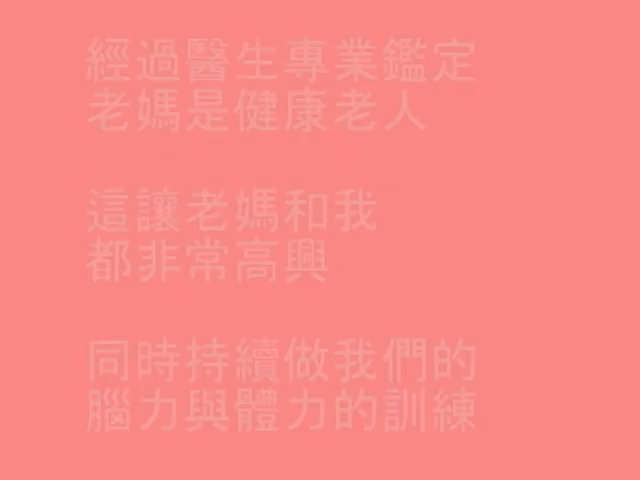 經過醫生專業鑑定
老媽是健康老人
這讓老媽和我
都非常高興
同時持續做我們的
腦力與體力的訓練